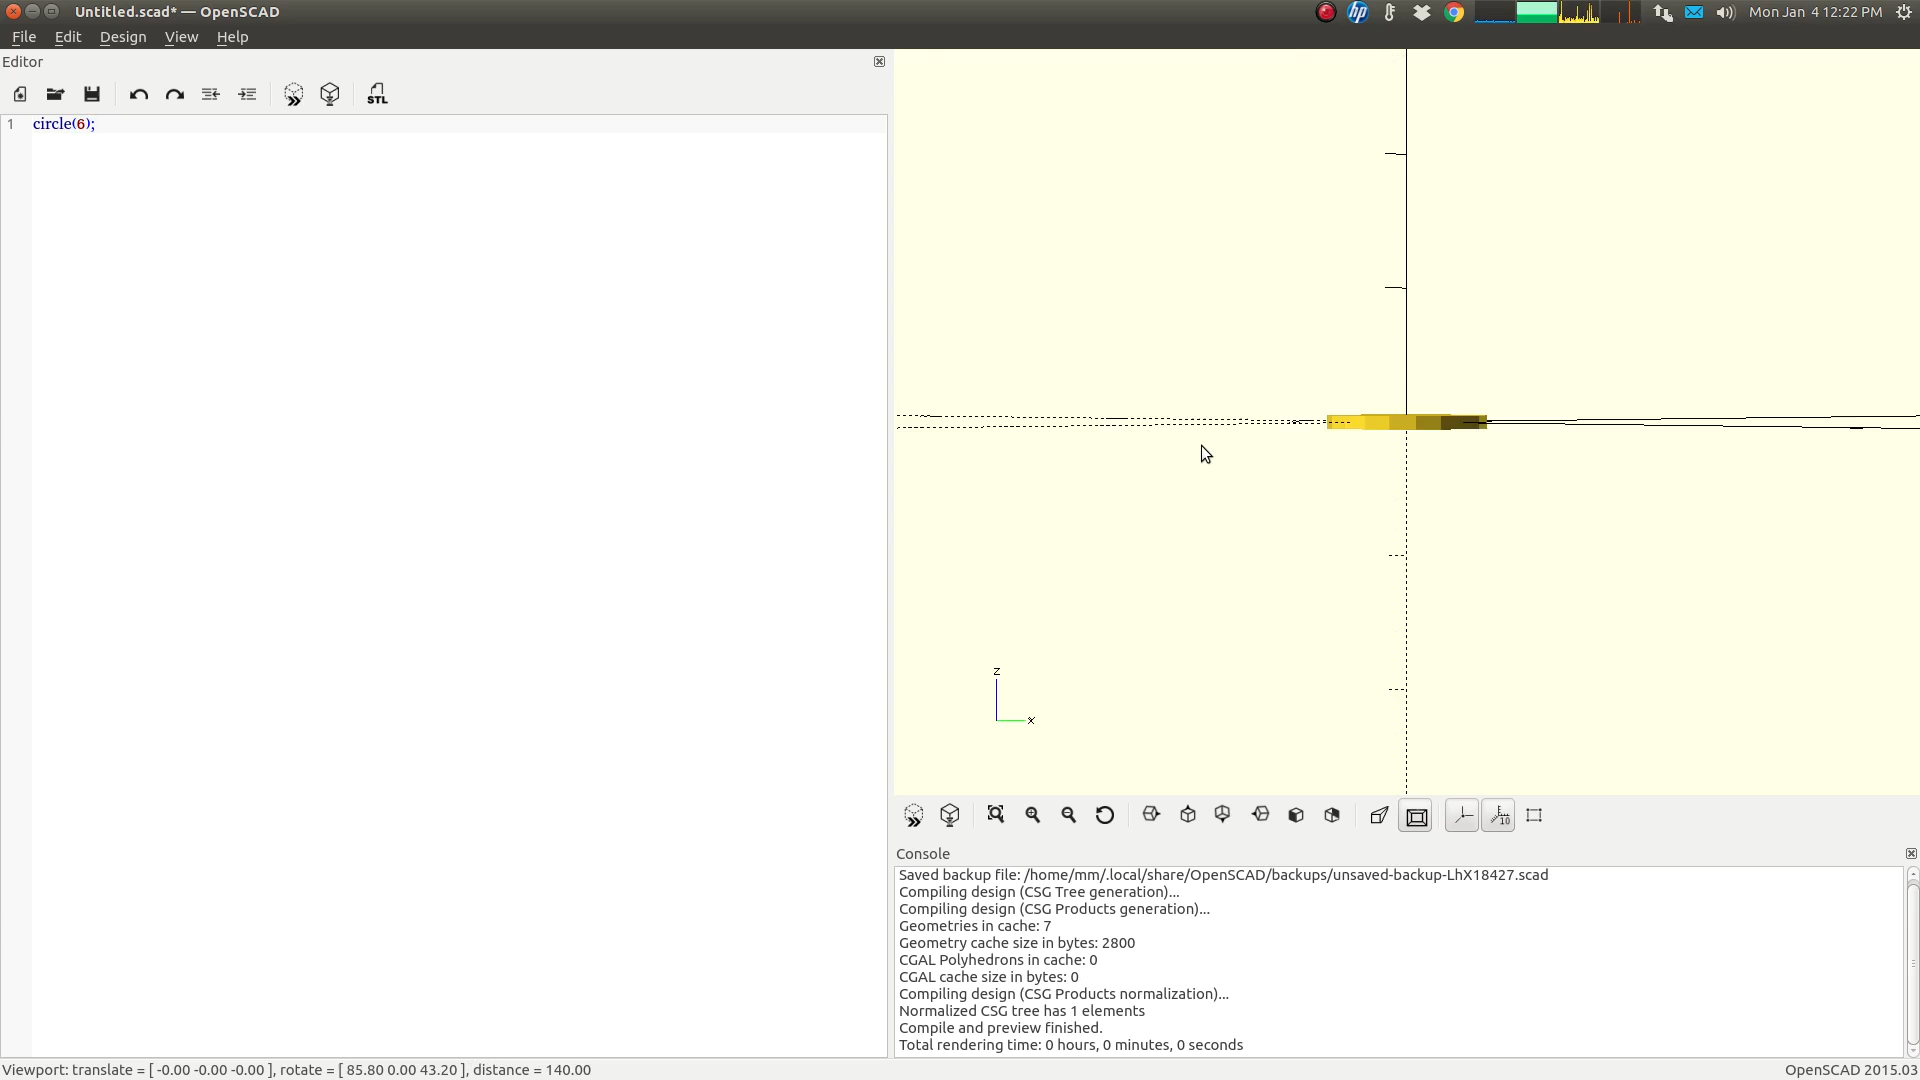 Untitled.scad* — OpenSCAD
hp
Mon Jan 4 12:22 PM
File Edit Design View Help
Editor
STL
1 circle(6);
z
x
10
Console
Saved backup file: /home/mm/.local/share/OpenSCAD/backups/unsaved-backup-LhX18427.scad
Compiling design (CSG Tree generation)...
Compiling design (CSG Products generation)...
Geometries in cache: 7
Geometry cache size in bytes: 2800
CGAL Polyhedrons in cache: 0
CGAL cache size in bytes: 0
Compiling design (CSG Products normalization)...
Normalized CSG tree has 1 elements
Compile and preview finished.
Total rendering time: 0 hours, 0 minutes, 0 seconds
Viewport: translate = [ -0.00 -0.00 -0.00 ], rotate = [ 85.80 0.00 43.20 ], distance = 140.00
OpenSCAD 2015.03